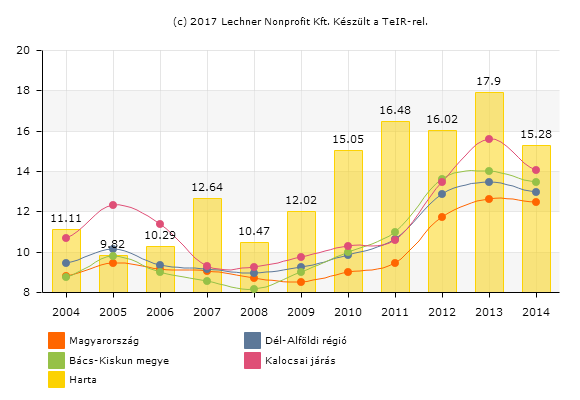 (c) 2017 Lechner Nonprofit Kft. Készült a TeIR-rel.
20
18
16
14
12
10
8
11.11
9.82
10.29
12.64
10.47
12.02
15.05
16.48
16.02
17.9
15.28
2004 2005 2006 2007 2008 2009 2010 2011 2012 2013 2014
Magyarország
Dél-Alföldi régió
Bács-Kiskun megye
Kalocsai járás
Harta